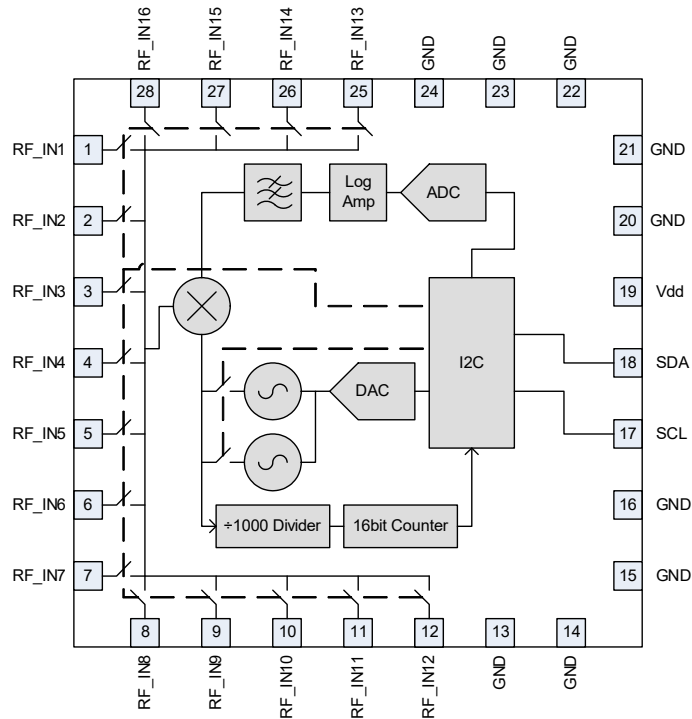 RF_IN16
RF_IN15
RF_IN14
RF_IN13
GND
GND
GND
28
27
26
25
24
23
22
RF_IN1
1
21
GND
Log
Amp
ADC
RF_IN2
2
20
GND
RF_IN3
3
19
Vdd
RF_IN4
4
I2C
18
SDA
DAC
RF_IN5
5
17
SCL
RF_IN6
6
÷1000 Divider
16bit Counter
16
GND
RF_IN7
7
15
GND
8
9
10
11
12
13
14
RF_IN8
RF_IN9
RF_IN10
RF_IN11
RF_IN12
GND
GND